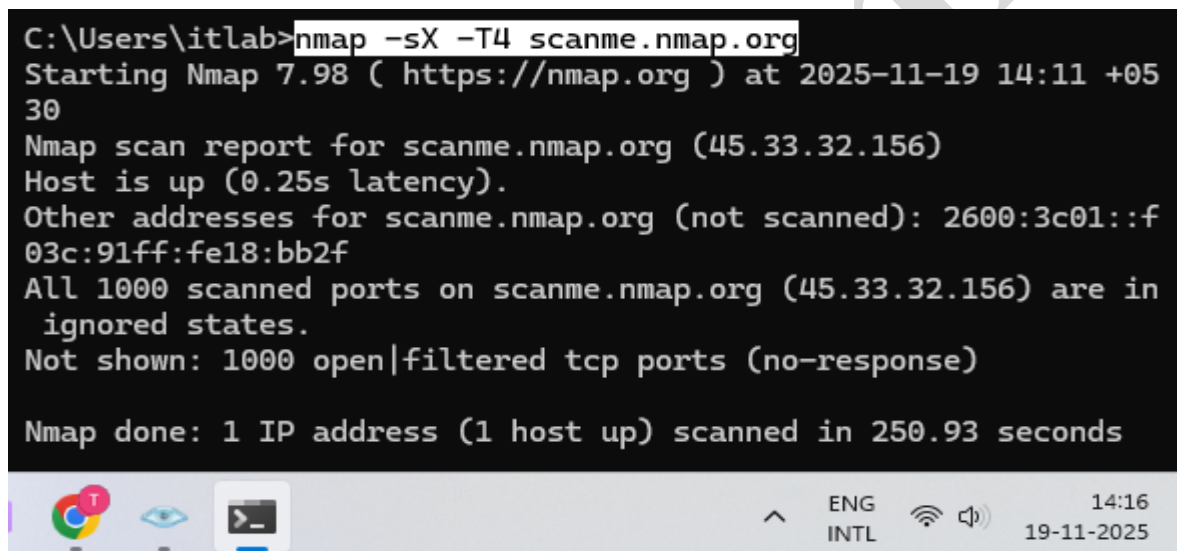 C:\Users\itlab>nmap -sX -T4 scanme.nmap.org
Starting Nmap 7.98 ( https://nmap.org ) at 2025-11-19 14:11 +05
30
Nmap scan report for scanme.nmap.org (45.33.32.156)
Host is up (0.25s latency).
Other addresses for scanme.nmap.org (not scanned): 2600:3c01::f
03c:91ff:fe18:bb2f
All 1000 scanned ports on scanme.nmap.org (45.33.32.156) are in
 ignored states.
Not shown: 1000 open|filtered tcp ports (no-response)
Nmap done: 1 IP address (1 host up) scanned in 250.93 seconds
T
ENG
INTL
14:16
19-11-2025